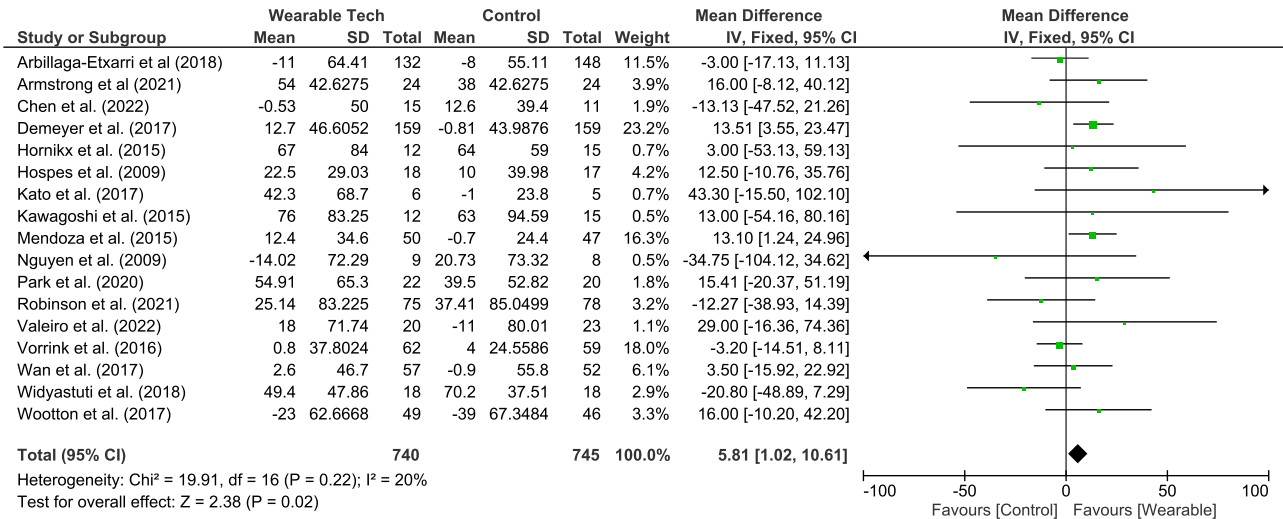 Wearable Tech Control Mean Difference Mean Difference
Study or Subgroup Mean SD Total Mean SD Total Weight IV, Fixed, 95% CI IV, Fixed, 95% CI
Arbillaga-Etxarri et al (2018) -11 64.41 132 -8 55.11 148 11.5% -3.00 [-17.13, 11.13]
Armstrong et al (2021) 54 42.6275 24 38 42.6275 24 3.9% 16.00 [-8.12, 40.12]
Chen et al. (2022) -0.53 50 15 12.6 39.4 11 1.9% -13.13 [-47.52, 21.26]
Demeyer et al. (2017) 12.7 46.6052 159 -0.81 43.9876 159 23.2% 13.51 [3.55, 23.47]
Hornikx et al. (2015) 67 84 12 64 59 15 0.7% 3.00 [-53.13, 59.13]
Hospes et al. (2009) 22.5 29.03 18 10 39.98 17 4.2% 12.50 [-10.76, 35.76]
Kato et al. (2017) 42.3 68.7 6 -1 23.8 5 0.7% 43.30 [-15.50, 102.10]
Kawagoshi et al. (2015) 76 83.25 12 63 94.59 15 0.5% 13.00 [-54.16, 80.16]
Mendoza et al. (2015) 12.4 34.6 50 -0.7 24.4 47 16.3% 13.10 [1.24, 24.96]
Nguyen et al. (2009) -14.02 72.29 9 20.73 73.32 8 0.5% -34.75 [-104.12, 34.62]
Park et al. (2020) 54.91 65.3 22 39.5 52.82 20 1.8% 15.41 [-20.37, 51.19]
Robinson et al. (2021) 25.14 83.225 75 37.41 85.0499 78 3.2% -12.27 [-38.93, 14.39]
Valeiro et al. (2022) 18 71.74 20 -11 80.01 23 1.1% 29.00 [-16.36, 74.36]
Vorrink et al. (2016) 0.8 37.8024 62 4 24.5586 59 18.0% -3.20 [-14.51, 8.11]
Wan et al. (2017) 2.6 46.7 57 -0.9 55.8 52 6.1% 3.50 [-15.92, 22.92]
Widyastuti et al. (2018) 49.4 47.86 18 70.2 37.51 18 2.9% -20.80 [-48.89, 7.29]
Wootton et al. (2017) -23 62.6668 49 -39 67.3484 46 3.3% 16.00 [-10.20, 42.20]
Total (95% CI) 740 745 100.0% 5.81 [1.02, 10.61]
Heterogeneity: Chi² = 19.91, df = 16 (P = 0.22); I² = 20%
Test for overall effect: Z = 2.38 (P = 0.02)
-100 -50 0 50 100
Favours [Control] Favours [Wearable]